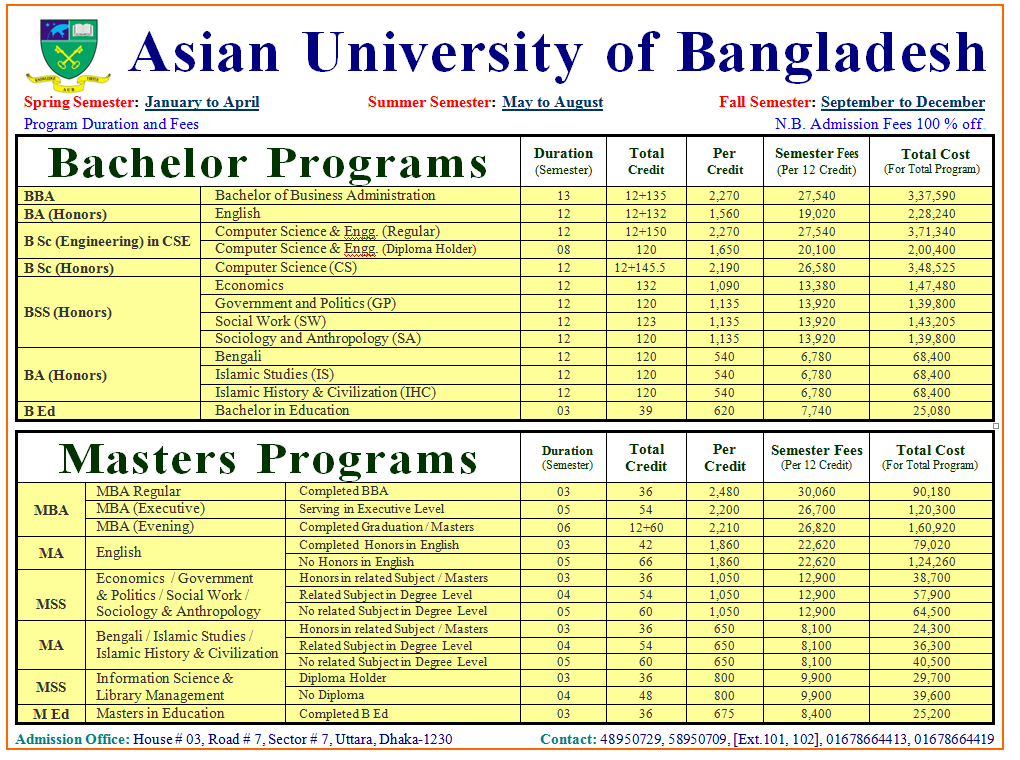 Asian University of Bangladesh
Spring Semester: January to April Summer Semester: May to August Fall Semester: September to December
Program Duration and Fees N.B. Admission Fees 100 % off.
Bachelor Programs Duration (Semester) Total Credit Per Credit Semester Fees (Per 12 Credit) Total Cost (For Total Program)
BBA Bachelor of Business Administration 13 12+135 2,270 27,540 3,37,590
BA (Honors) English 12 12+132 1,560 19,020 2,28,240
B Sc (Engineering) in CSE Computer Science & Engg. (Regular) 12 12+150 2,270 27,540 3,71,340
Computer Science & Engg. (Diploma Holder) 08 120 1,650 20,100 2,00,400
B Sc (Honors) Computer Science (CS) 12 12+145.5 2,190 26,580 3,48,525
BSS (Honors) Economics 12 132 1,090 13,380 1,47,480
Government and Politics (GP) 12 120 1,135 13,920 1,39,800
Social Work (SW) 12 123 1,135 13,920 1,43,205
Sociology and Anthropology (SA) 12 120 1,135 13,920 1,39,800
BA (Honors) Bengali 12 120 540 6,780 68,400
Islamic Studies (IS) 12 120 540 6,780 68,400
Islamic History & Civilization (IHC) 12 120 540 6,780 68,400
B Ed Bachelor in Education 03 39 620 7,740 25,080
Masters Programs Duration (Semester) Total Credit Per Credit Semester Fees (Per 12 Credit) Total Cost (For Total Program)
MBA MBA Regular Completed BBA 03 36 2,480 30,060 90,180
MBA (Executive) Serving in Executive Level 05 54 2,200 26,700 1,20,300
MBA (Evening) Completed Graduation / Masters 06 12+60 2,210 26,820 1,60,920
MA English Completed Honors in English 03 42 1,860 22,620 79,020
No Honors in English 05 66 1,860 22,620 1,24,260
MSS Economics / Government & Politics / Social Work / Sociology & Anthropology Honors in related Subject / Masters 03 36 1,050 12,900 38,700
Related Subject in Degree Level 04 54 1,050 12,900 57,900
No related Subject in Degree Level 05 60 1,050 12,900 64,500
MA Bengali / Islamic Studies / Islamic History & Civilization Honors in related Subject / Masters 03 36 650 8,100 24,300
Related Subject in Degree Level 04 54 650 8,100 36,300
No related Subject in Degree Level 05 60 650 8,100 40,500
MSS Information Science & Library Management Diploma Holder 03 36 800 9,900 29,700
No Diploma 04 48 800 9,900 39,600
M Ed Masters in Education Completed B Ed 03 36 675 8,400 25,200
Admission Office: House # 03, Road # 7, Sector # 7, Uttara, Dhaka-1230 Contact: 48950729, 58950709, [Ext.101, 102], 01678664413, 01678664419